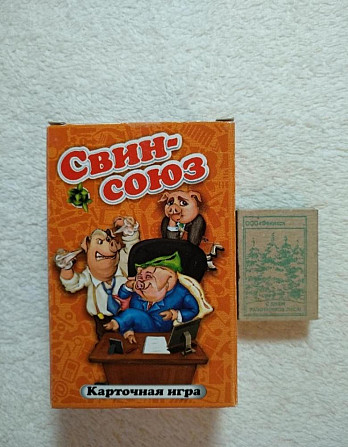 Свин-
союз
Карточная игра